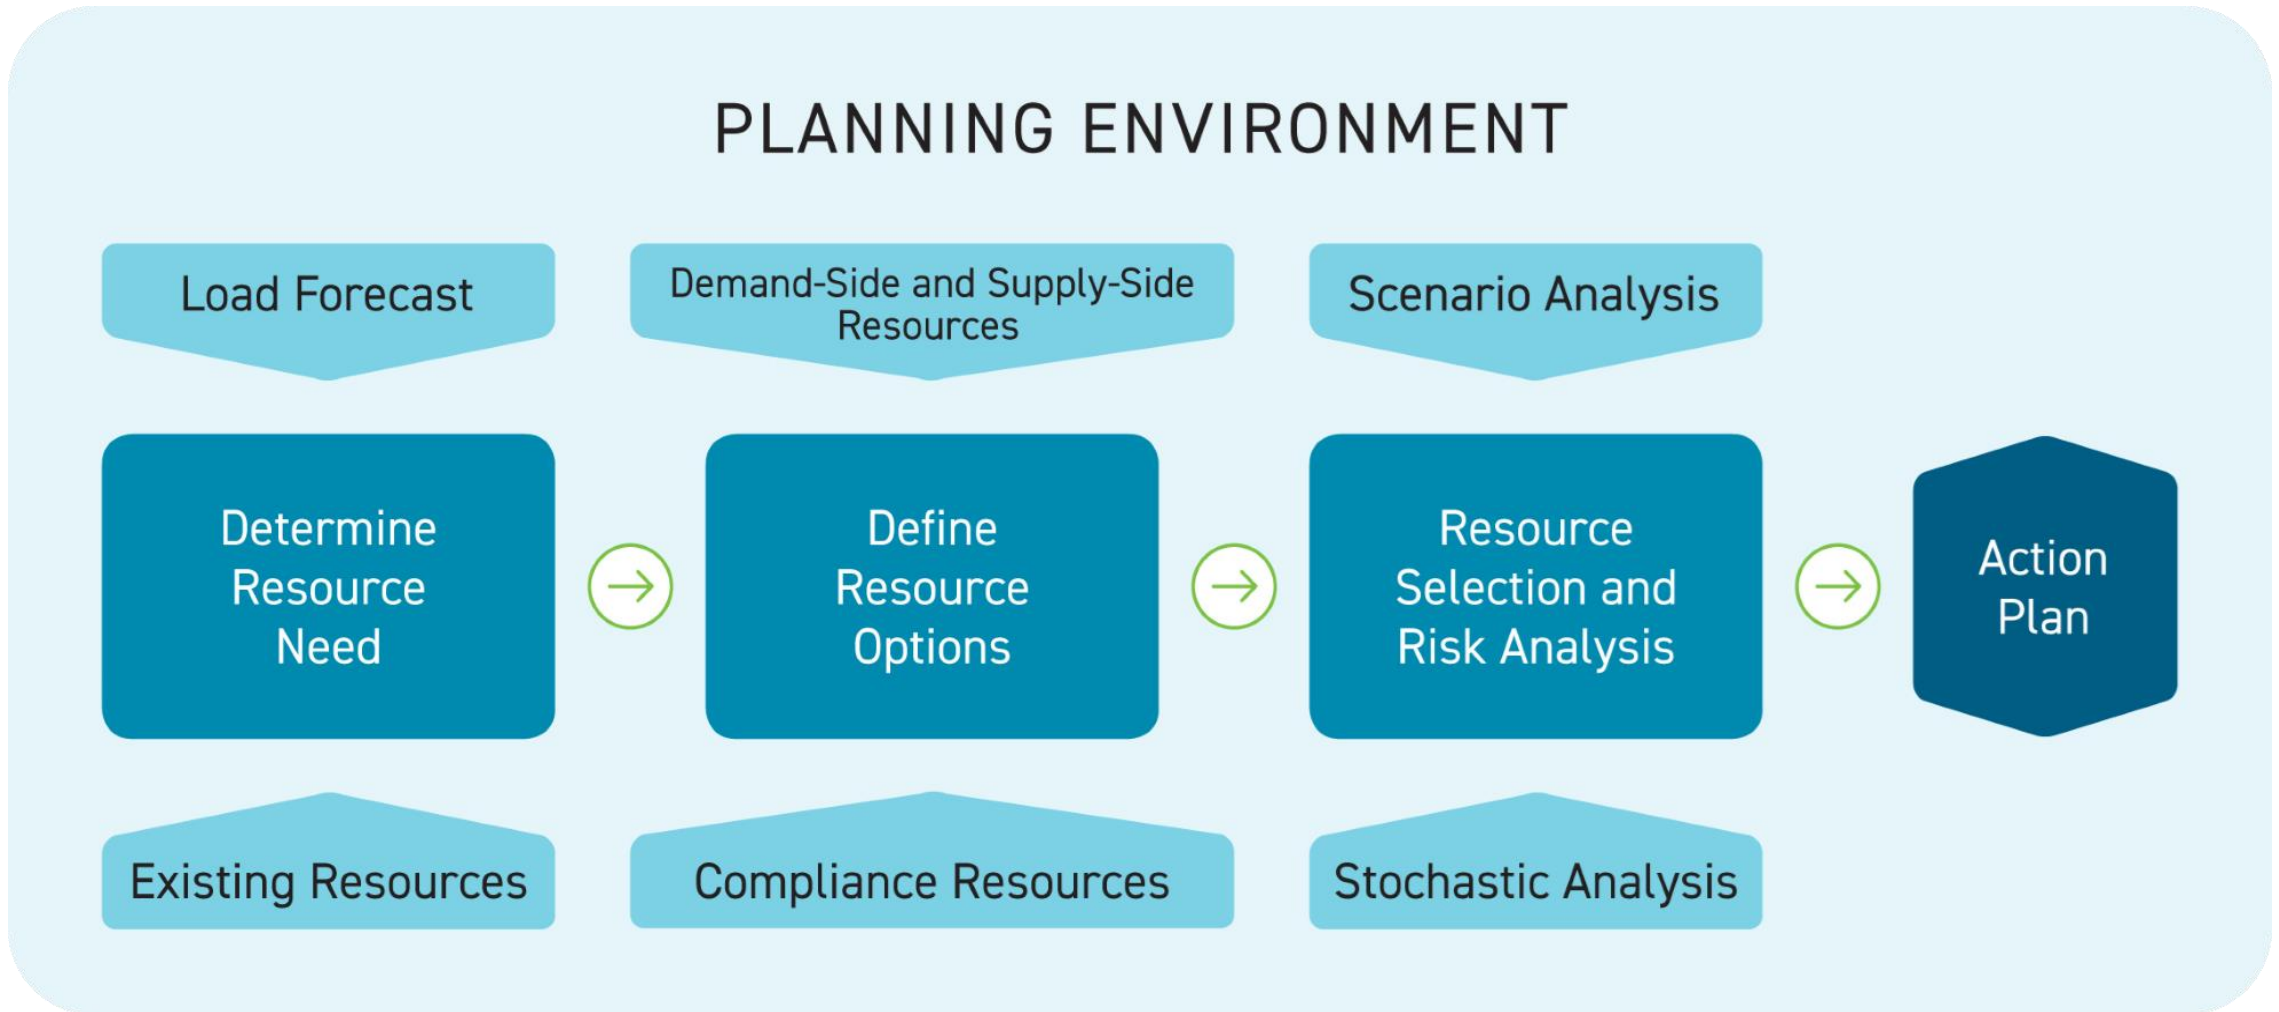 PLANNING ENVIRONMENT
Load Forecast
Demand-Side and Supply-Side
Resources
Scenario Analysis
Determine
Resource
Need
Define
Resource
Options
Resource
Selection and
Risk Analysis
Action
Plan
Existing Resources
Compliance Resources
Stochastic Analysis